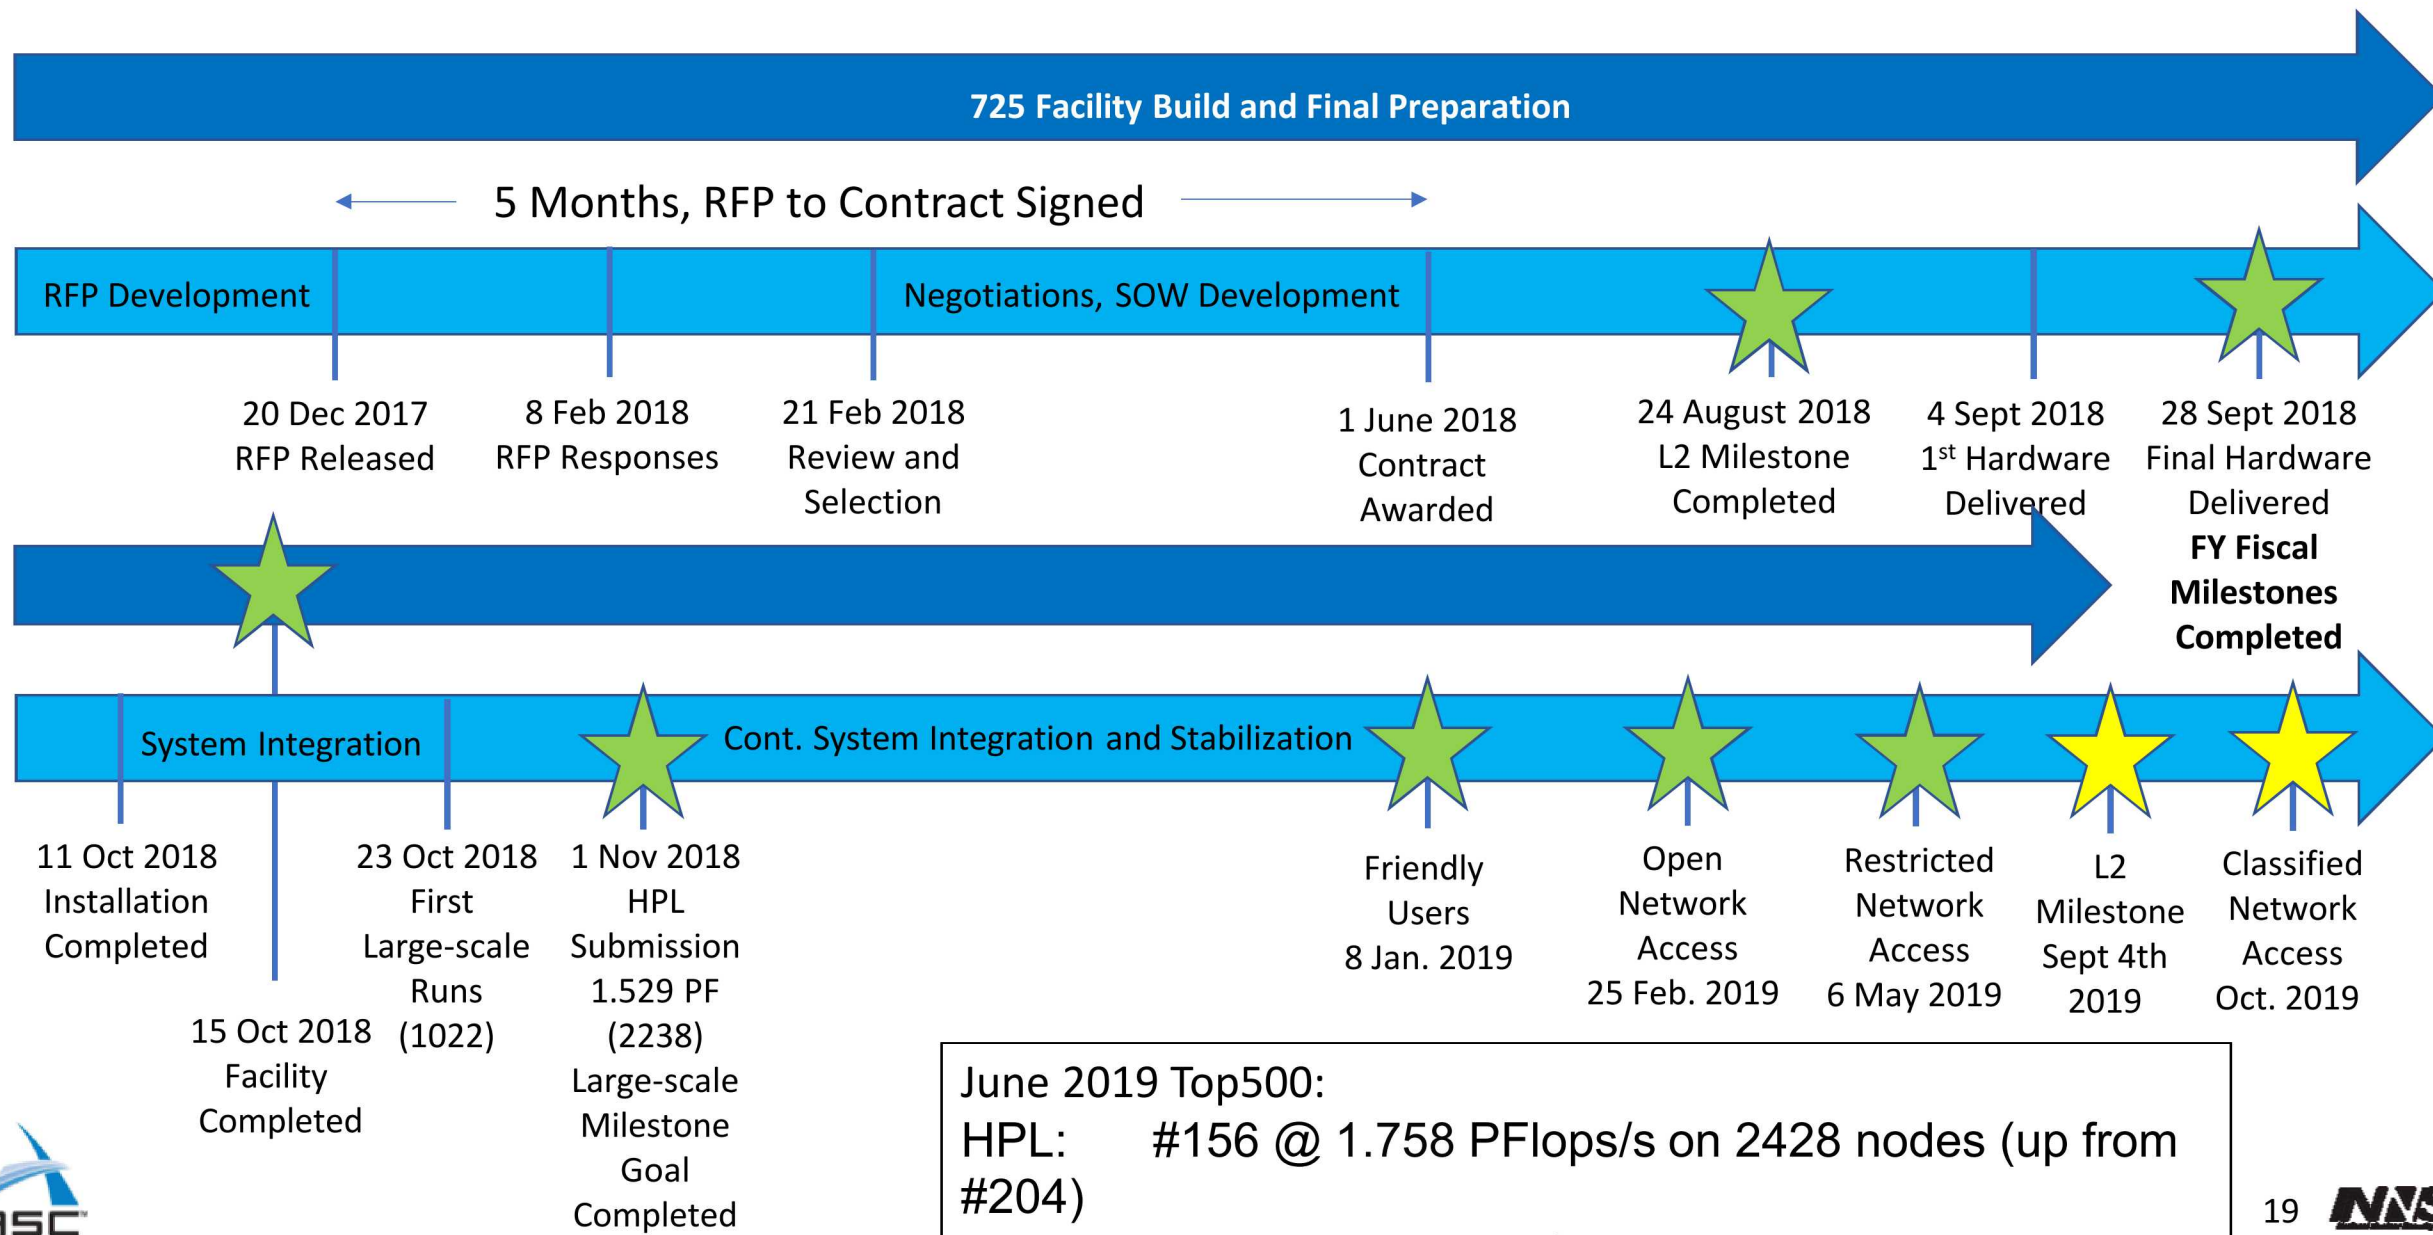 725 Facility Build and Final Preparation
5 Months, RFP to Contract Signed
RFP Development
Negotiations, SOW Development
20 Dec 2017
RFP Released
8 Feb 2018
RFP Responses
21 Feb 2018
Review and
Selection
1 June 2018
Contract
Awarded
24 August 2018
L2 Milestone
Completed
4 Sept 2018
1st Hardware
Delivered
28 Sept 2018
Final Hardware
Delivered
FY Fiscal
Milestones
Completed
System Integration
Cont. System Integration and Stabilization
11 Oct 2018
Installation
Completed
15 Oct 2018
Facility
Completed
23 Oct 2018
First
Large-scale
Runs
(1022)
1 Nov 2018
HPL
Submission
1.529 PF
(2238)
Large-scale
Milestone
Goal
Completed
Friendly
Users
8 Jan. 2019
Open
Network
Access
25 Feb. 2019
Restricted
Network
Access
6 May 2019
L2
Milestone
Sept 4th
2019
Classified
Network
Access
Oct. 2019
June 2019 Top500:
HPL: #156 @ 1.758 PFlops/s on 2428 nodes (up from
#204)
19